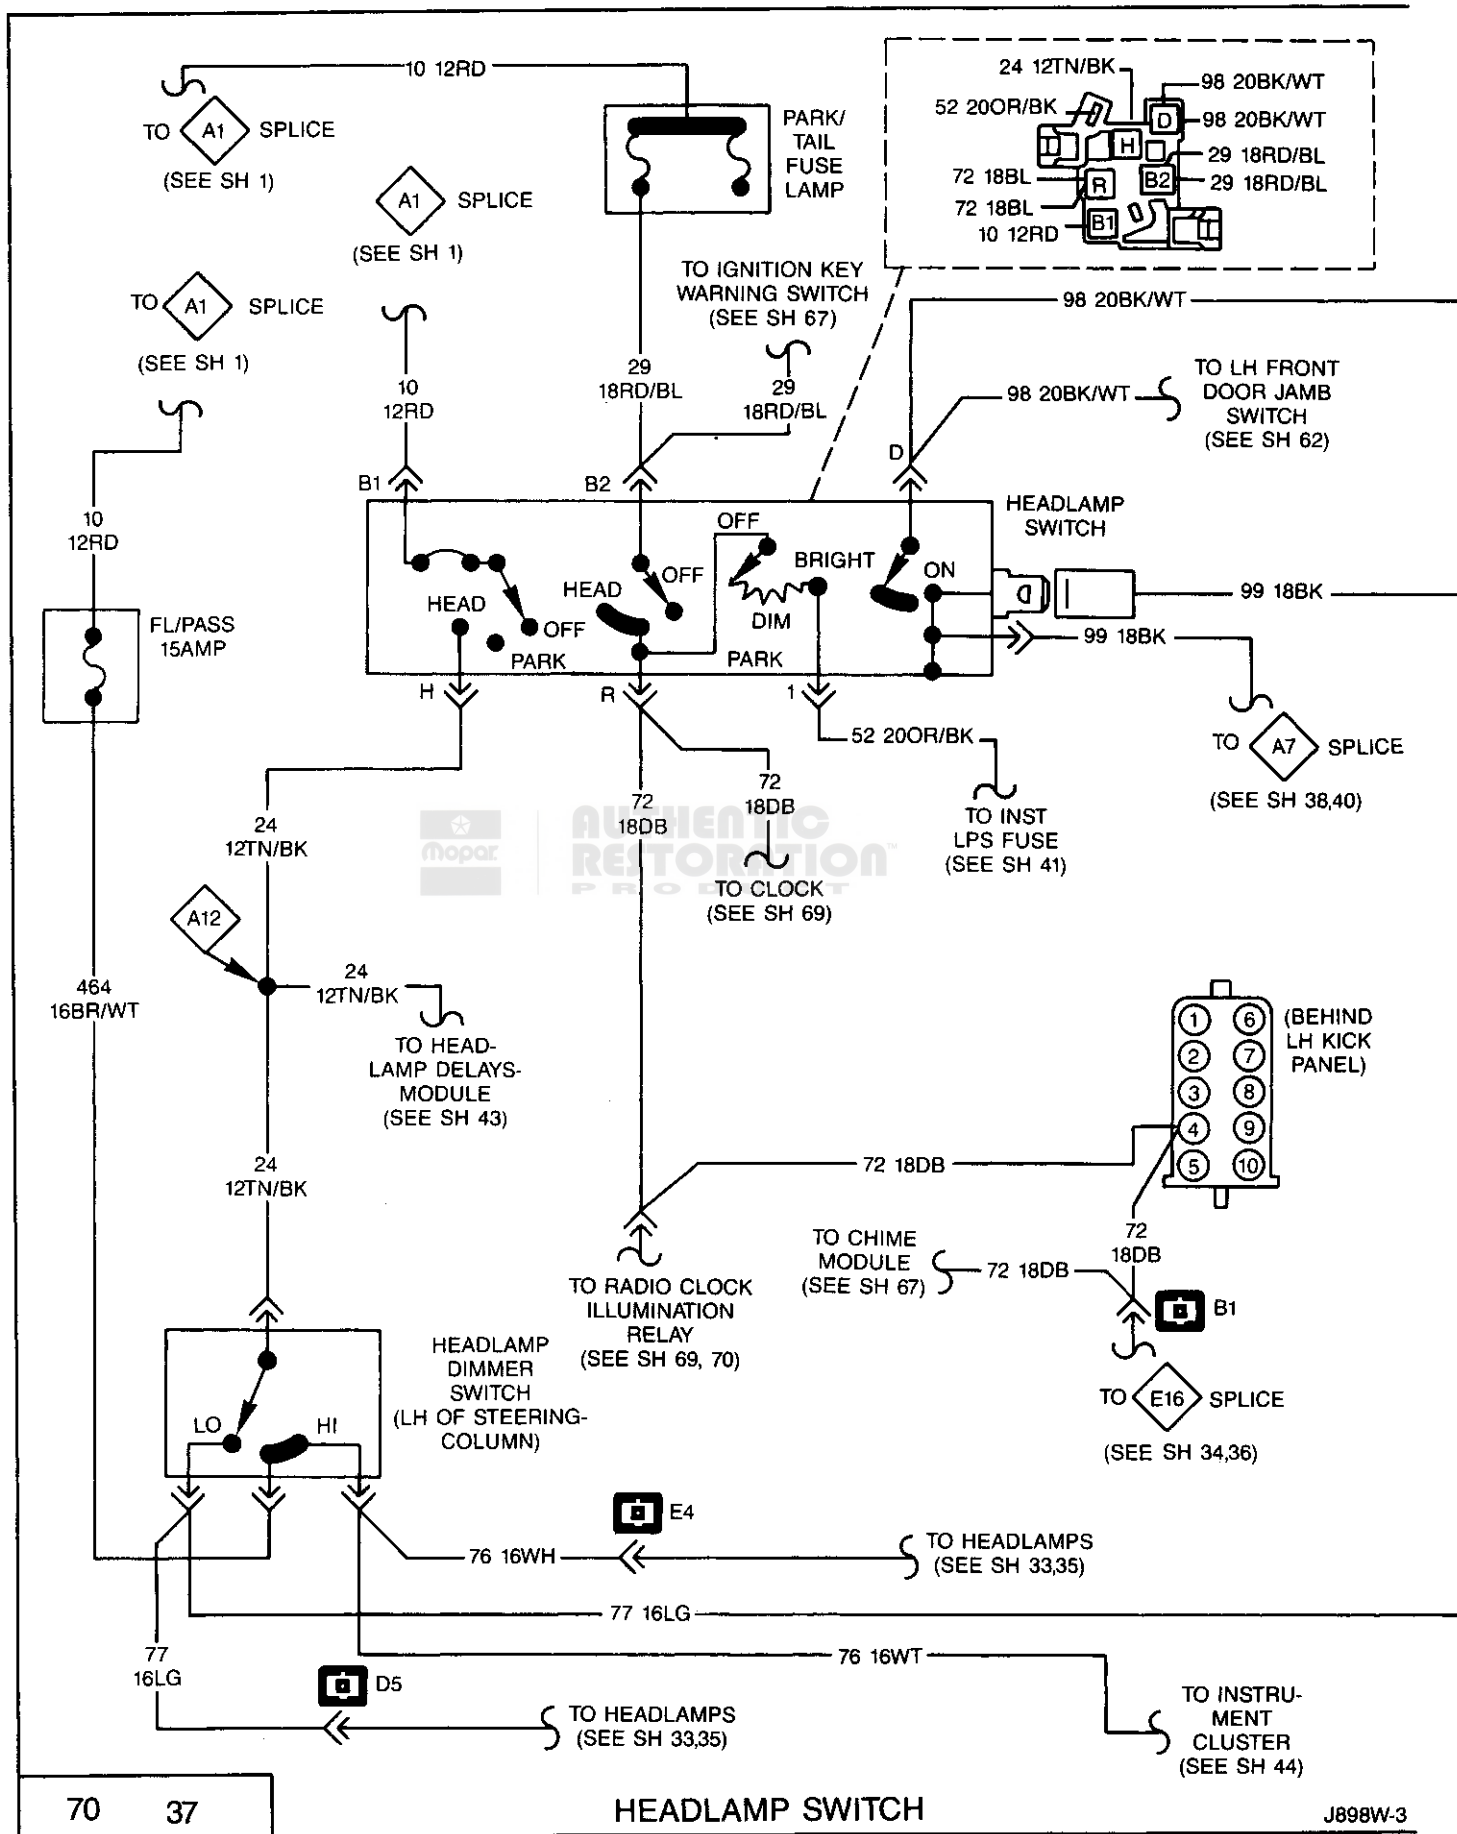 10 12RD
TO A1 SPLICE
(SEE SH 1)
A1 SPLICE
(SEE SH 1)
TO A1 SPLICE
(SEE SH 1)
PARK/
TAIL
FUSE
LAMP
24 12TN/BK
98 20BK/WT
52 20OR/BK
98 20BK/WT
D
H
29 18RD/BL
72 18BL
R
B2
29 18RD/BL
72 18BL
10 12RD
B1
TO IGNITION KEY
WARNING SWITCH
(SEE SH 67)
98 20BK/WT
TO LH FRONT
DOOR JAMB
SWITCH
(SEE SH 62)
98 20BK/WT
10
12RD
29
18RD/BL
29
18RD/BL
B1
B2
D
HEADLAMP
SWITCH
10
12RD
OFF
BRIGHT
ON
HEAD
OFF
PARK
HEAD
OFF
DIM
PARK
D
99 18BK
99 18BK
FL/PASS
15AMP
H
R
1
52 20OR/BK
TO A7 SPLICE
(SEE SH 38,40)
72
18DB
72
18DB
TO INST
LPS FUSE
(SEE SH 41)
24
12TN/BK
Mopar
AUTHENTIC
RESTORATION™
PRODUCT
TO CLOCK
(SEE SH 69)
A12
24
12TN/BK
464
16BR/WT
TO HEAD-
LAMP DELAYS-
MODULE
(SEE SH 43)
1 6
2 7
3 8
4 9
5 10
(BEHIND
LH KICK
PANEL)
24
12TN/BK
72 18DB
72
18DB
TO CHIME
MODULE
(SEE SH 67)
72 18DB
B1
TO RADIO CLOCK
ILLUMINATION
RELAY
(SEE SH 69, 70)
TO E16 SPLICE
(SEE SH 34,36)
HEADLAMP
DIMMER
SWITCH
(LH OF STEERING-
COLUMN)
LO
HI
E4
76 16WH
TO HEADLAMPS
(SEE SH 33,35)
77 16LG
77
16LG
76 16WT
D5
TO HEADLAMPS
(SEE SH 33,35)
TO INSTRU-
MENT
CLUSTER
(SEE SH 44)
70 37
HEADLAMP SWITCH
J898W-3